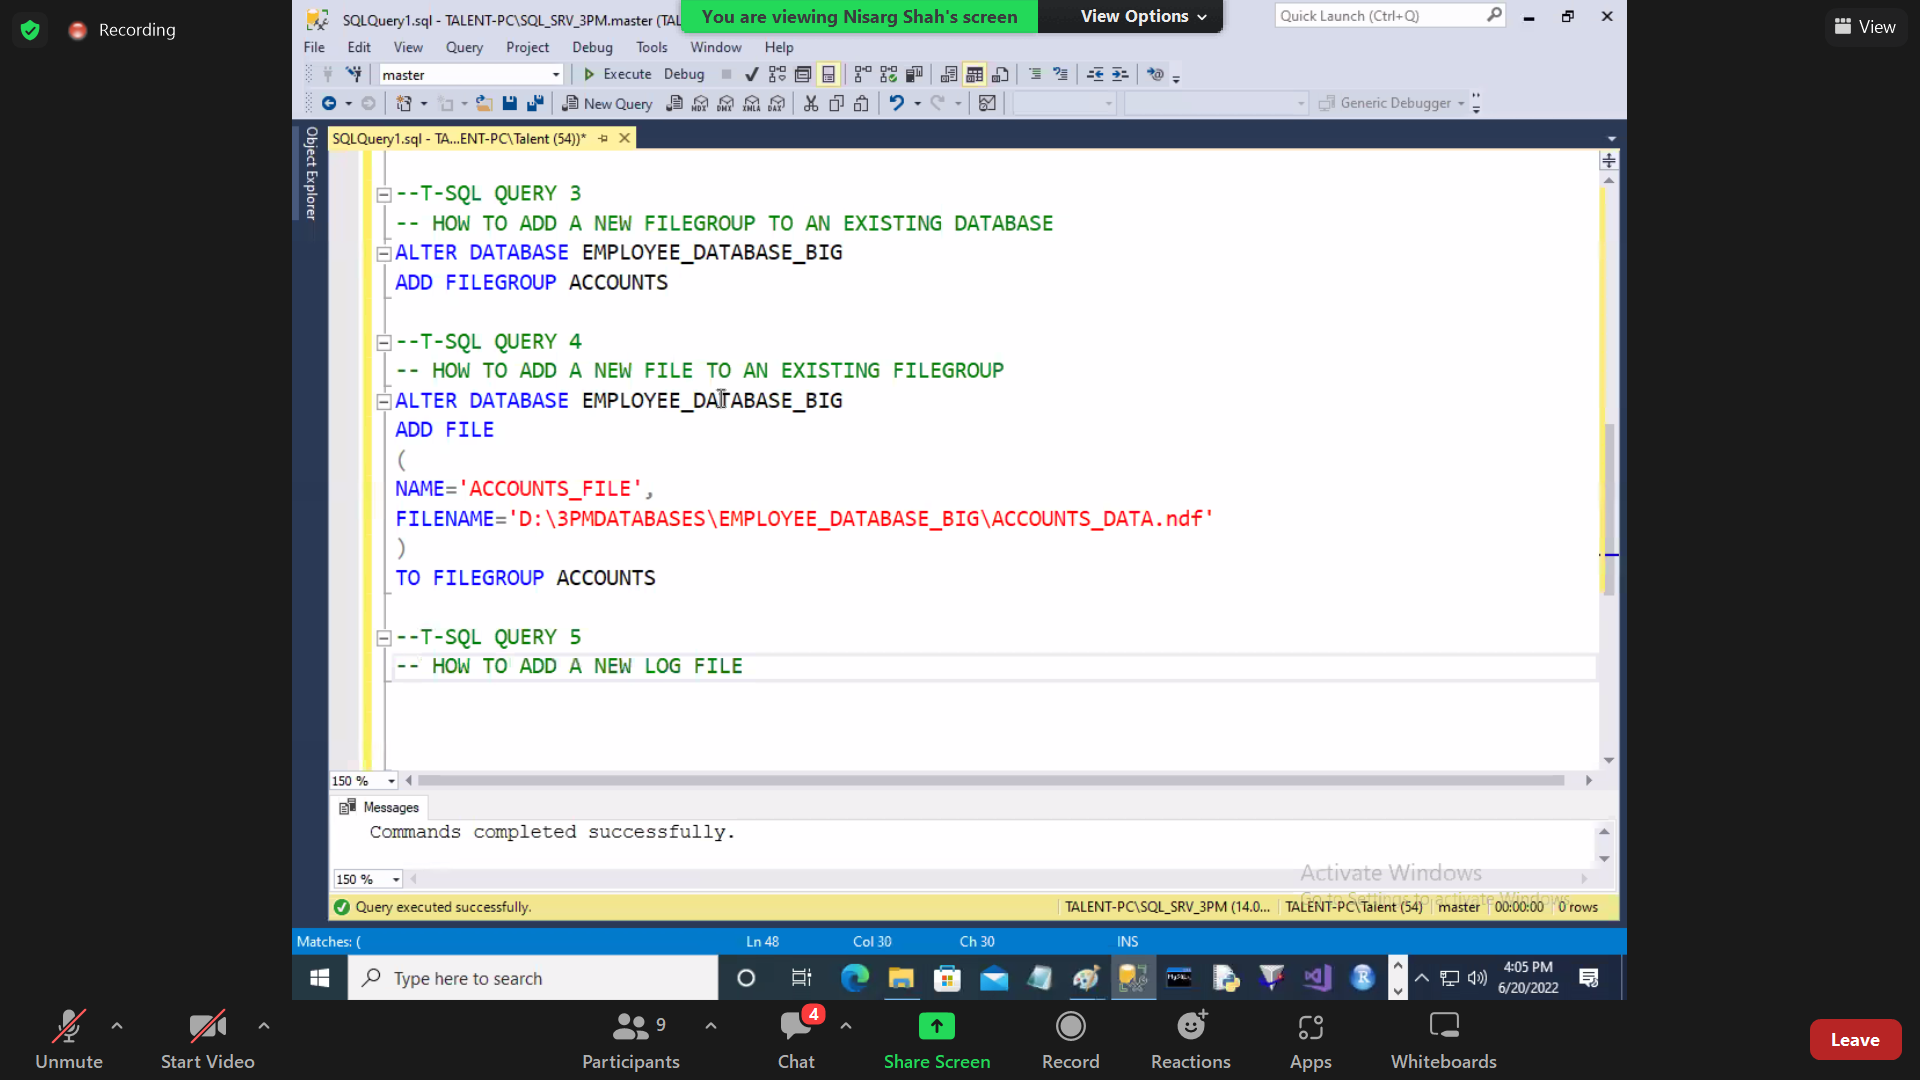 Recording
SQLQuery1.sql - TALENT-PC\SQL_SRV_3PM.master (TAL
You are viewing Nisarg Shah's screen
View Options
Quick Launch (Ctrl+Q)
View
File Edit View Query Project Debug Tools Window Help
master
Execute Debug
New Query
MDX
DMX
XMLA
DAX
Generic Debugger
Object Explorer
SQLQuery1.sql - TA...ENT-PC\Talent (54))*
--T-SQL QUERY 3
-- HOW TO ADD A NEW FILEGROUP TO AN EXISTING DATABASE
ALTER DATABASE EMPLOYEE_DATABASE_BIG
ADD FILEGROUP ACCOUNTS
--T-SQL QUERY 4
-- HOW TO ADD A NEW FILE TO AN EXISTING FILEGROUP
ALTER DATABASE EMPLOYEE_DATABASE_BIG
ADD FILE
(
NAME='ACCOUNTS_FILE',
FILENAME='D:\3PMDATABASES\EMPLOYEE_DATABASE_BIG\ACCOUNTS_DATA.ndf'
)
TO FILEGROUP ACCOUNTS
--T-SQL QUERY 5
-- HOW TO ADD A NEW LOG FILE
150 %
Messages
Commands completed successfully.
150 %
Activate Windows
Go to Settings to activate Windows.
Query executed successfully.
TALENT-PC\SQL_SRV_3PM (14.0... TALENT-PC\Talent (54) master 00:00:00 0 rows
Matches: ( Ln 48 Col 30 Ch 30 INS
Type here to search
4:05 PM
6/20/2022
9
4
Unmute
Start Video
Participants
Chat
Share Screen
Record
Reactions
Apps
Whiteboards
Leave